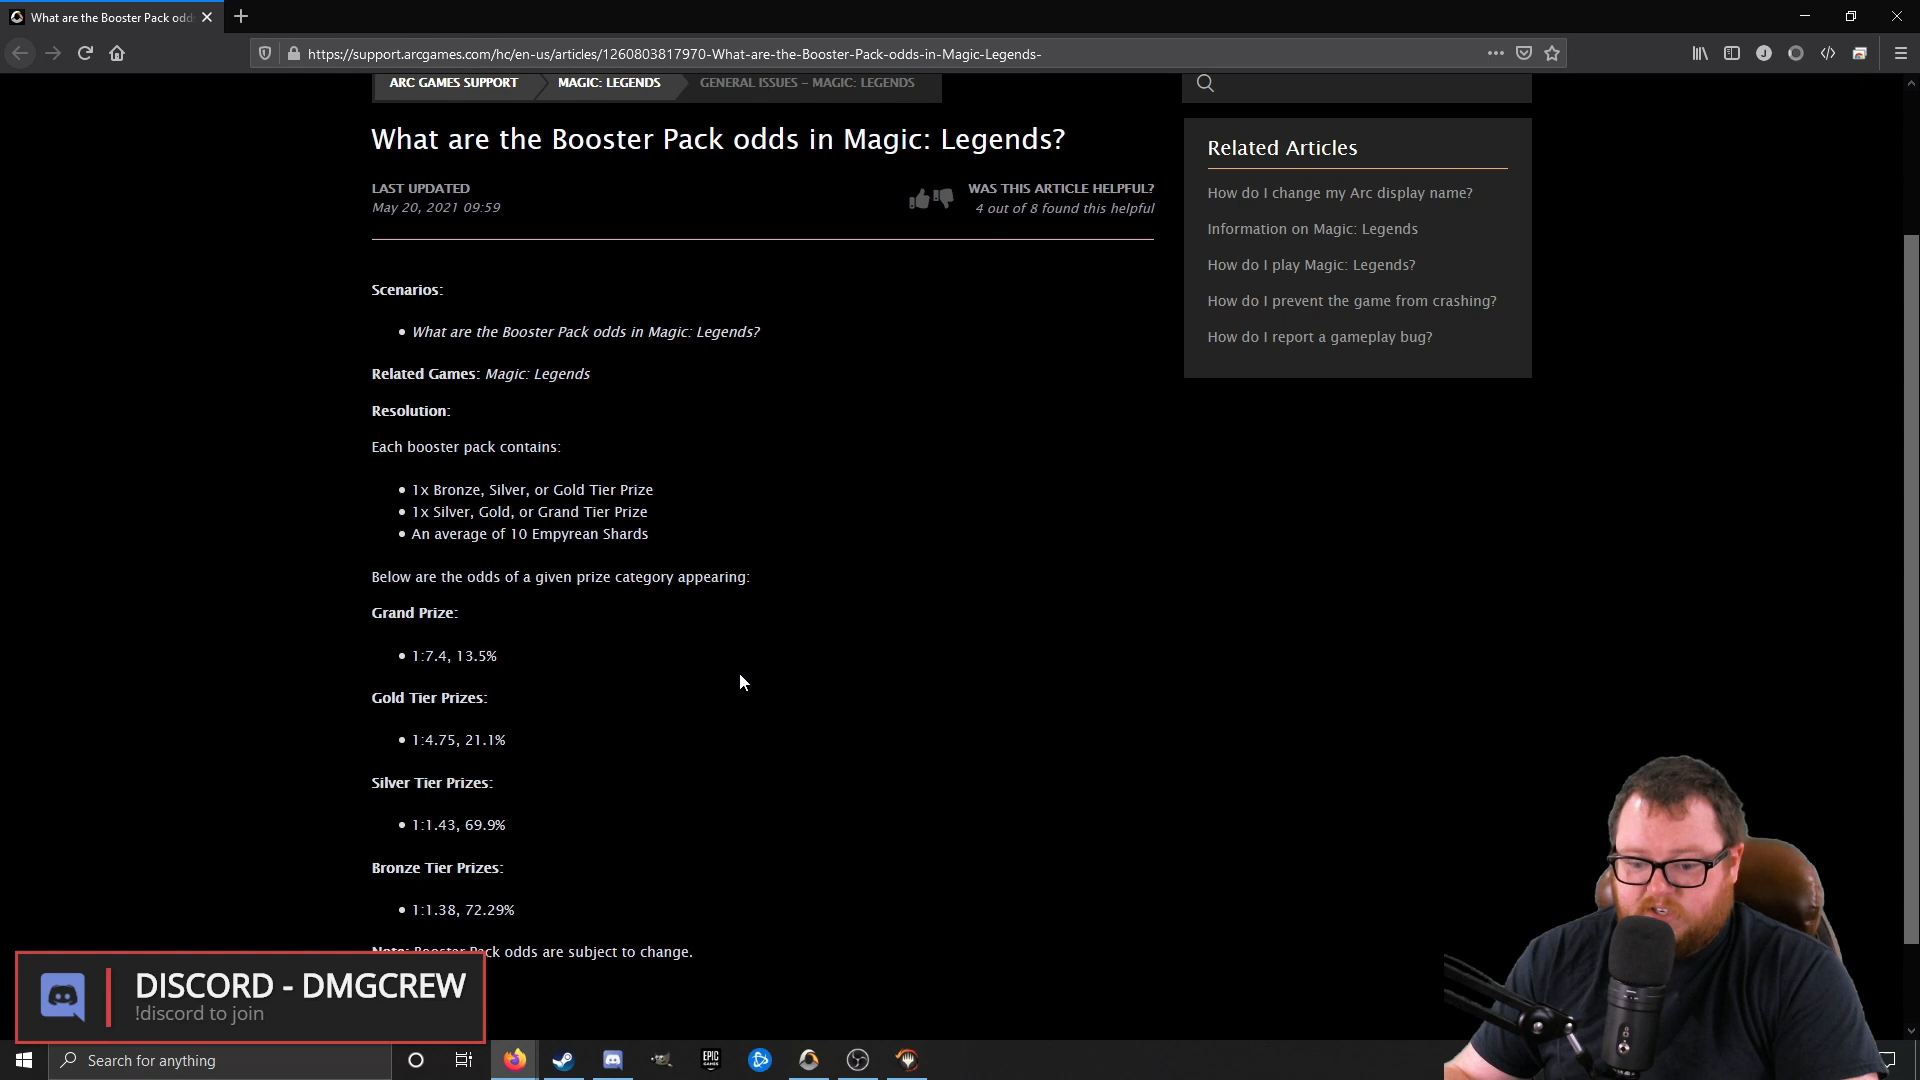 What are the Booster Pack odd
https://support.arcgames.com/hc/en-us/articles/1260803817970-What-are-the-Booster-Pack-odds-in-Magic-Legends-
ARC GAMES SUPPORT
MAGIC: LEGENDS
GENERAL ISSUES - MAGIC: LEGENDS
What are the Booster Pack odds in Magic: Legends?
LAST UPDATED
May 20, 2021 09:59
WAS THIS ARTICLE HELPFUL?
4 out of 8 found this helpful
Scenarios:
• What are the Booster Pack odds in Magic: Legends?
Related Games: Magic: Legends
Resolution:
Each booster pack contains:
• 1x Bronze, Silver, or Gold Tier Prize
• 1x Silver, Gold, or Grand Tier Prize
• An average of 10 Empyrean Shards
Below are the odds of a given prize category appearing:
Grand Prize:
• 1:7.4, 13.5%
Gold Tier Prizes:
• 1:4.75, 21.1%
Silver Tier Prizes:
• 1:1.43, 69.9%
Bronze Tier Prizes:
• 1:1.38, 72.29%
Note: Booster Pack odds are subject to change.
Related Articles
How do I change my Arc display name?
Information on Magic: Legends
How do I play Magic: Legends?
How do I prevent the game from crashing?
How do I report a gameplay bug?
DISCORD - DMGCREW
!discord to join
Search for anything
EPIC
GAMES